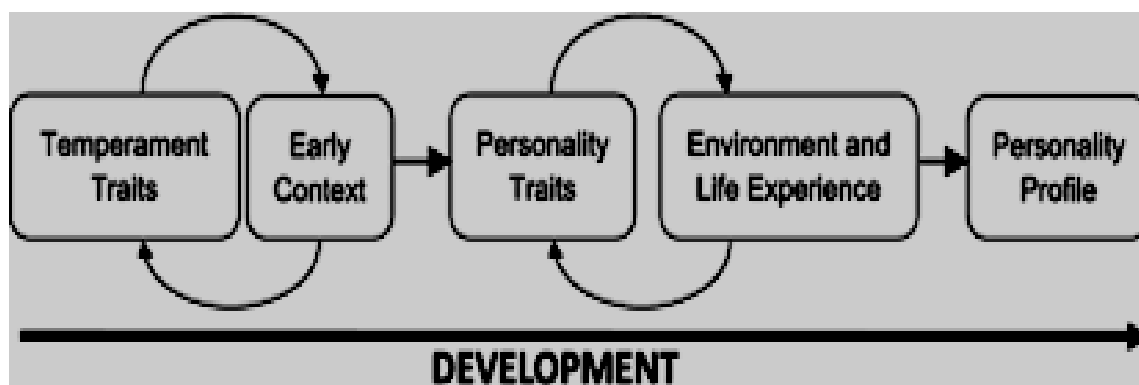 Temperament
Traits
Early
Context
Personality
Traits
Environment and
Life Experience
Personality
Profile
DEVELOPMENT